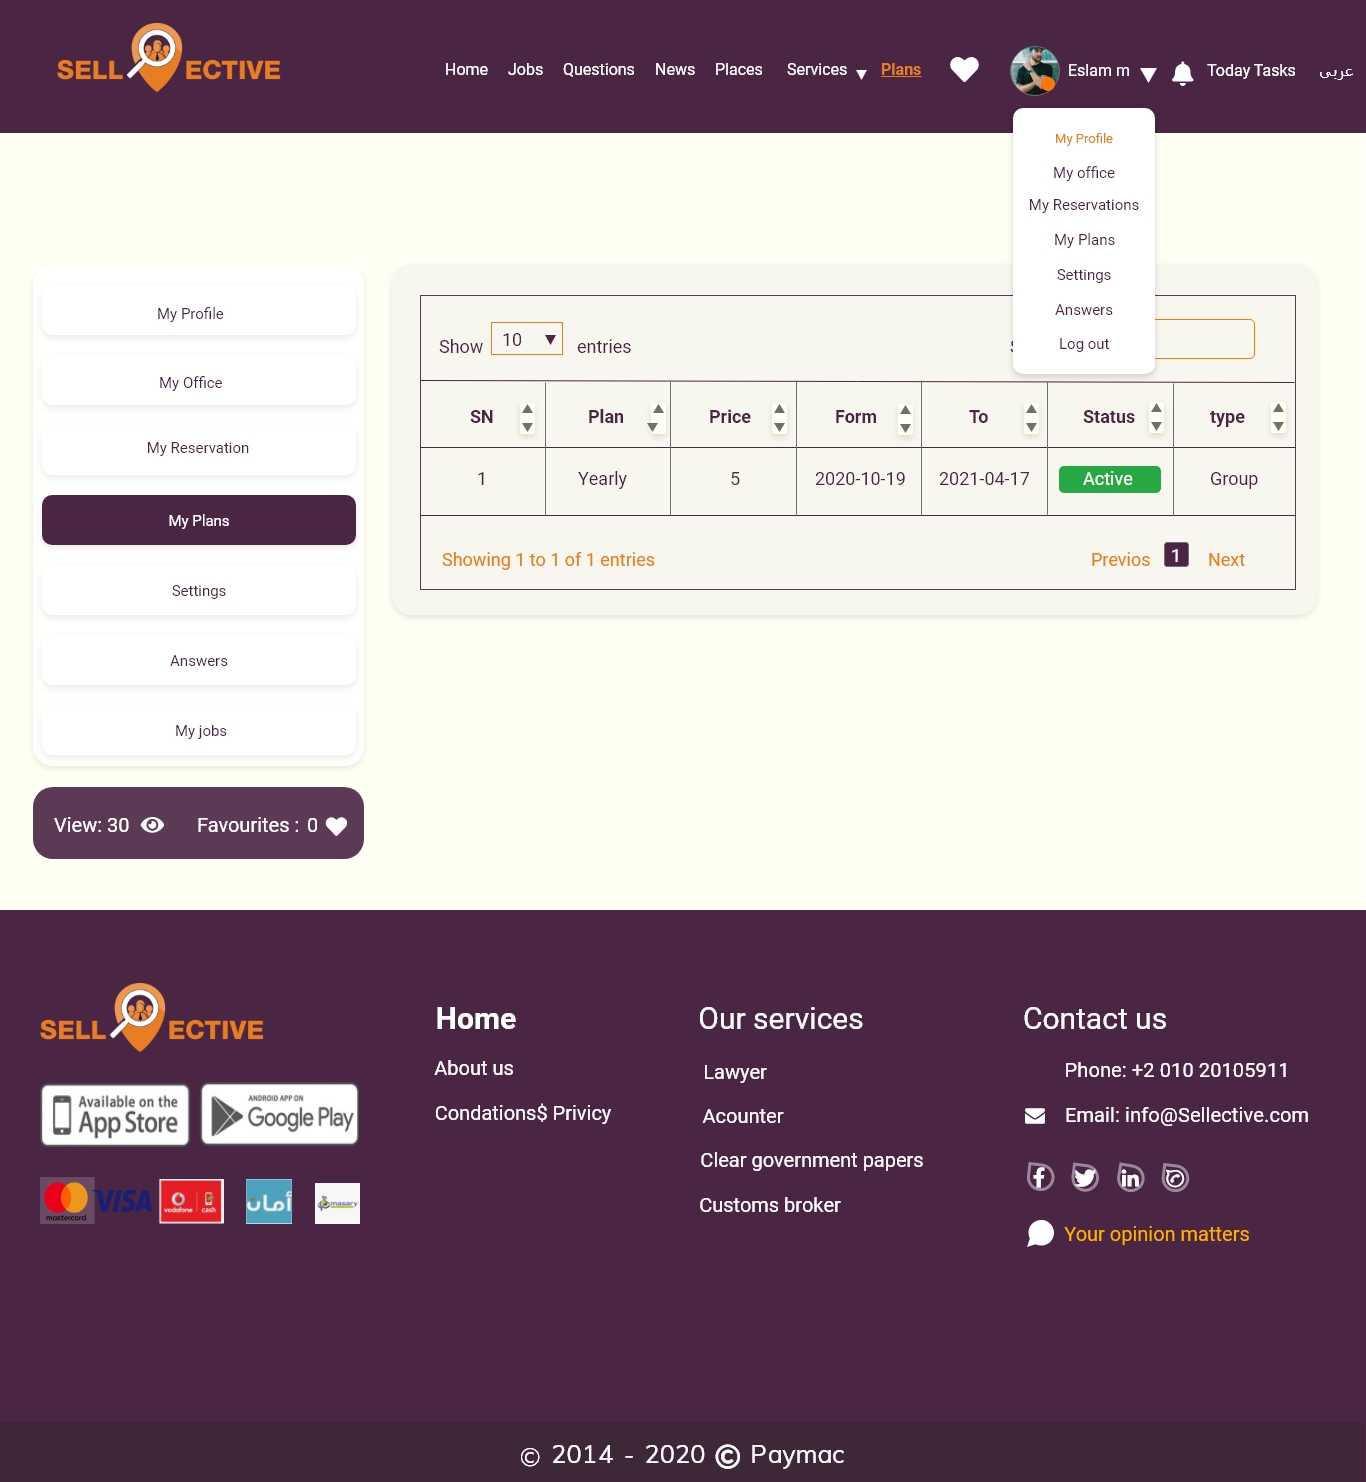 SELL ECTIVE
Home Jobs Questions News Places Services Plans Eslam m Today Tasks عربى
My Profile
My office
My Reservations
My Plans
Settings
Answers
Log out
My Profile
My Office
My Reservation
My Plans
Settings
Answers
My jobs
View: 30 Favourites : 0
Show 10 entries
SN Plan Price Form To Status type
1 Yearly 5 2020-10-19 2021-04-17 Active Group
Showing 1 to 1 of 1 entries Previos 1 Next
SELL ECTIVE
Available on the
App Store
ANDROID APP ON
Google Play
mastercard VISA vodafone cash أمان masary
Home
About us
Condations$ Privicy
Our services
Lawyer
Acounter
Clear government papers
Customs broker
Contact us
Phone: +2 010 20105911
Email: info@Sellective.com
Your opinion matters
© 2014 - 2020 © Paymac